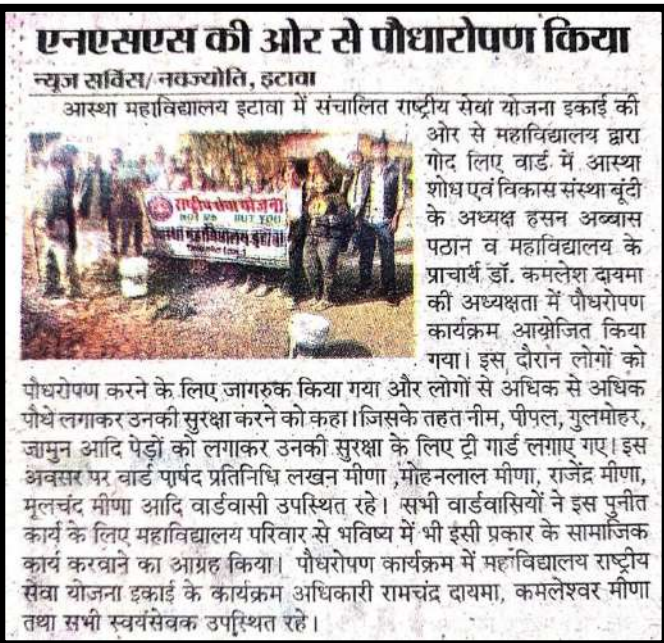 एनएसएस की ओर से पौधारोपण किया
न्यूज सर्विस/नवज्योति, इटावा
आस्था महाविद्यालय इटावा में संचालित राष्ट्रीय सेवा योजना इकाई की
ओर से महाविद्यालय द्वारा
गोद लिए वार्ड में आस्था
शोध एवं विकास संस्था बूंदी
के अध्यक्ष हसन अब्बास
पठान व महाविद्यालय के
प्राचार्य डॉ. कमलेश दायमा
की अध्यक्षता में पौधरोपण
कार्यक्रम आयोजित किया
गया। इस दौरान लोगों को
पौधरोपण करने के लिए जागरुक किया गया और लोगों से अधिक से अधिक
पौधे लगाकर उनकी सुरक्षा करने को कहा।जिसके तहत नीम, पीपल, गुलमोहर,
जामुन आदि पेड़ों को लगाकर उनकी सुरक्षा के लिए ट्री गार्ड लगाए गए। इस
अवसर पर वार्ड पार्षद प्रतिनिधि लखन मीणा ,मोहनलाल मीणा, राजेंद्र मीणा,
मूलचंद मीणा आदि वार्डवासी उपस्थित रहे। सभी वार्डवासियों ने इस पुनीत
कार्य के लिए महाविद्यालय परिवार से भविष्य में भी इसी प्रकार के सामाजिक
कार्य करवाने का आग्रह किया। पौधरोपण कार्यक्रम में महाविद्यालय राष्ट्रीय
सेवा योजना इकाई के कार्यक्रम अधिकारी रामचंद्र दायमा, कमलेश्वर मीणा
तथा सभी स्वयंसेवक उपस्थित रहे।
राष्ट्रीय सेवा योजना
NOT ME BUT YOU
आस्था महाविद्यालय, इटावा